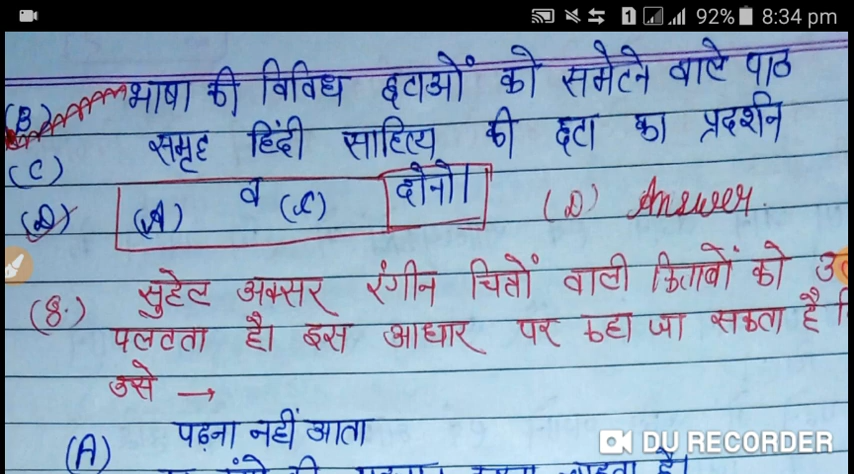 1 92% 8:34 pm
(B) भाषा की विविध छटाओं को समेटने वाले पाठ
(C) समृद्ध हिंदी साहित्य की छटा का प्रदर्शन
(D) (A) व (C) दोनो। (D) Answer.
(8.) सुहेल अक्सर रंगीन चित्रों वाली किताबों को
पलटता है। इस आधार पर कहा जा सकता है
उसे →
(A) पढ़ना नहीं आता
DU RECORDER